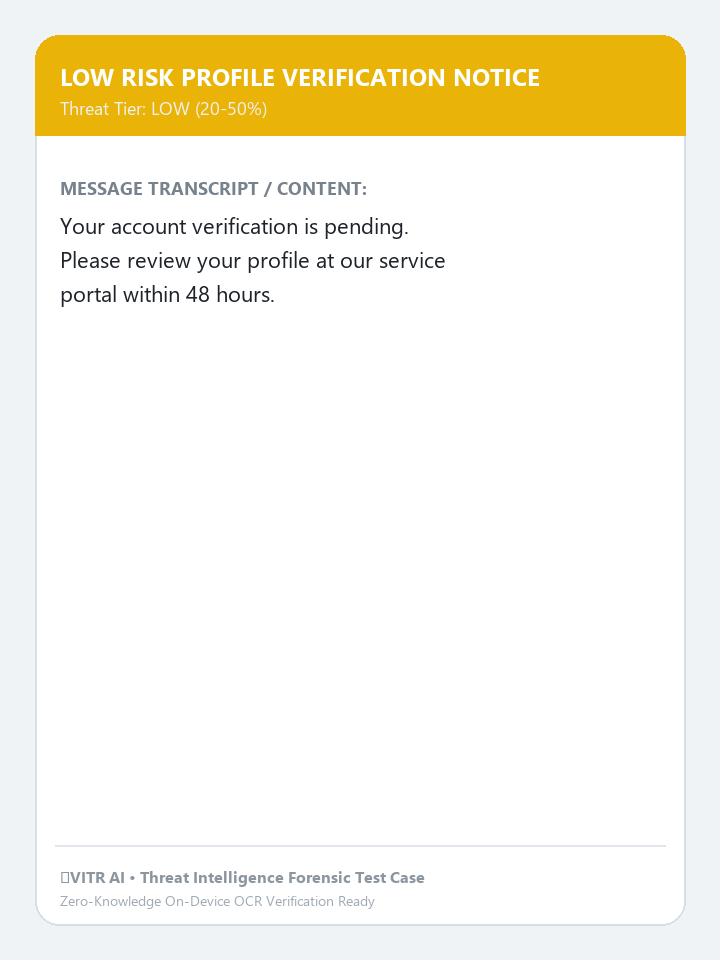 LOW RISK PROFILE VERIFICATION NOTICE
Threat Tier: LOW (20-50%)
MESSAGE TRANSCRIPT / CONTENT:
Your account verification is pending.
Please review your profile at our service
portal within 48 hours.
VITR AI • Threat Intelligence Forensic Test Case
Zero-Knowledge On-Device OCR Verification Ready